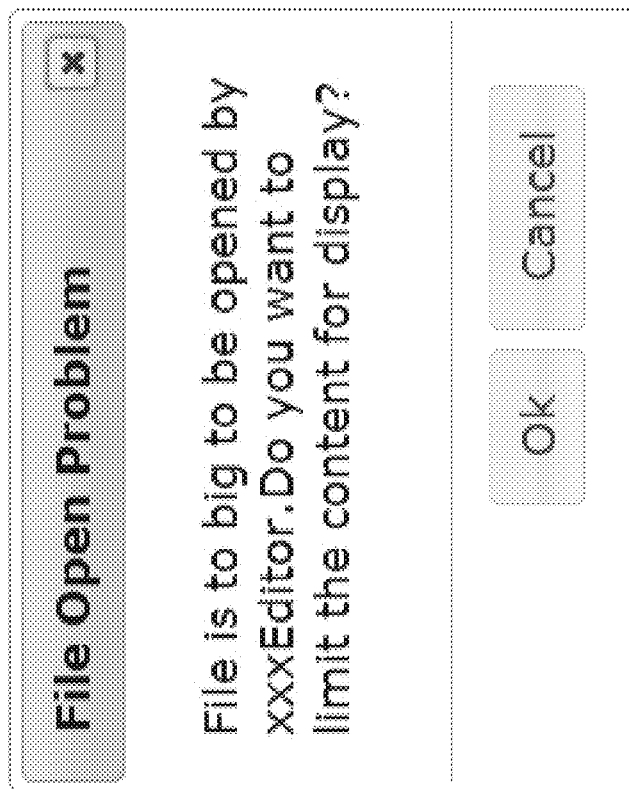 File Open Problem x
File is to big to be opened by
xxxEditor.Do you want to
limit the content for display?
Ok Cancel